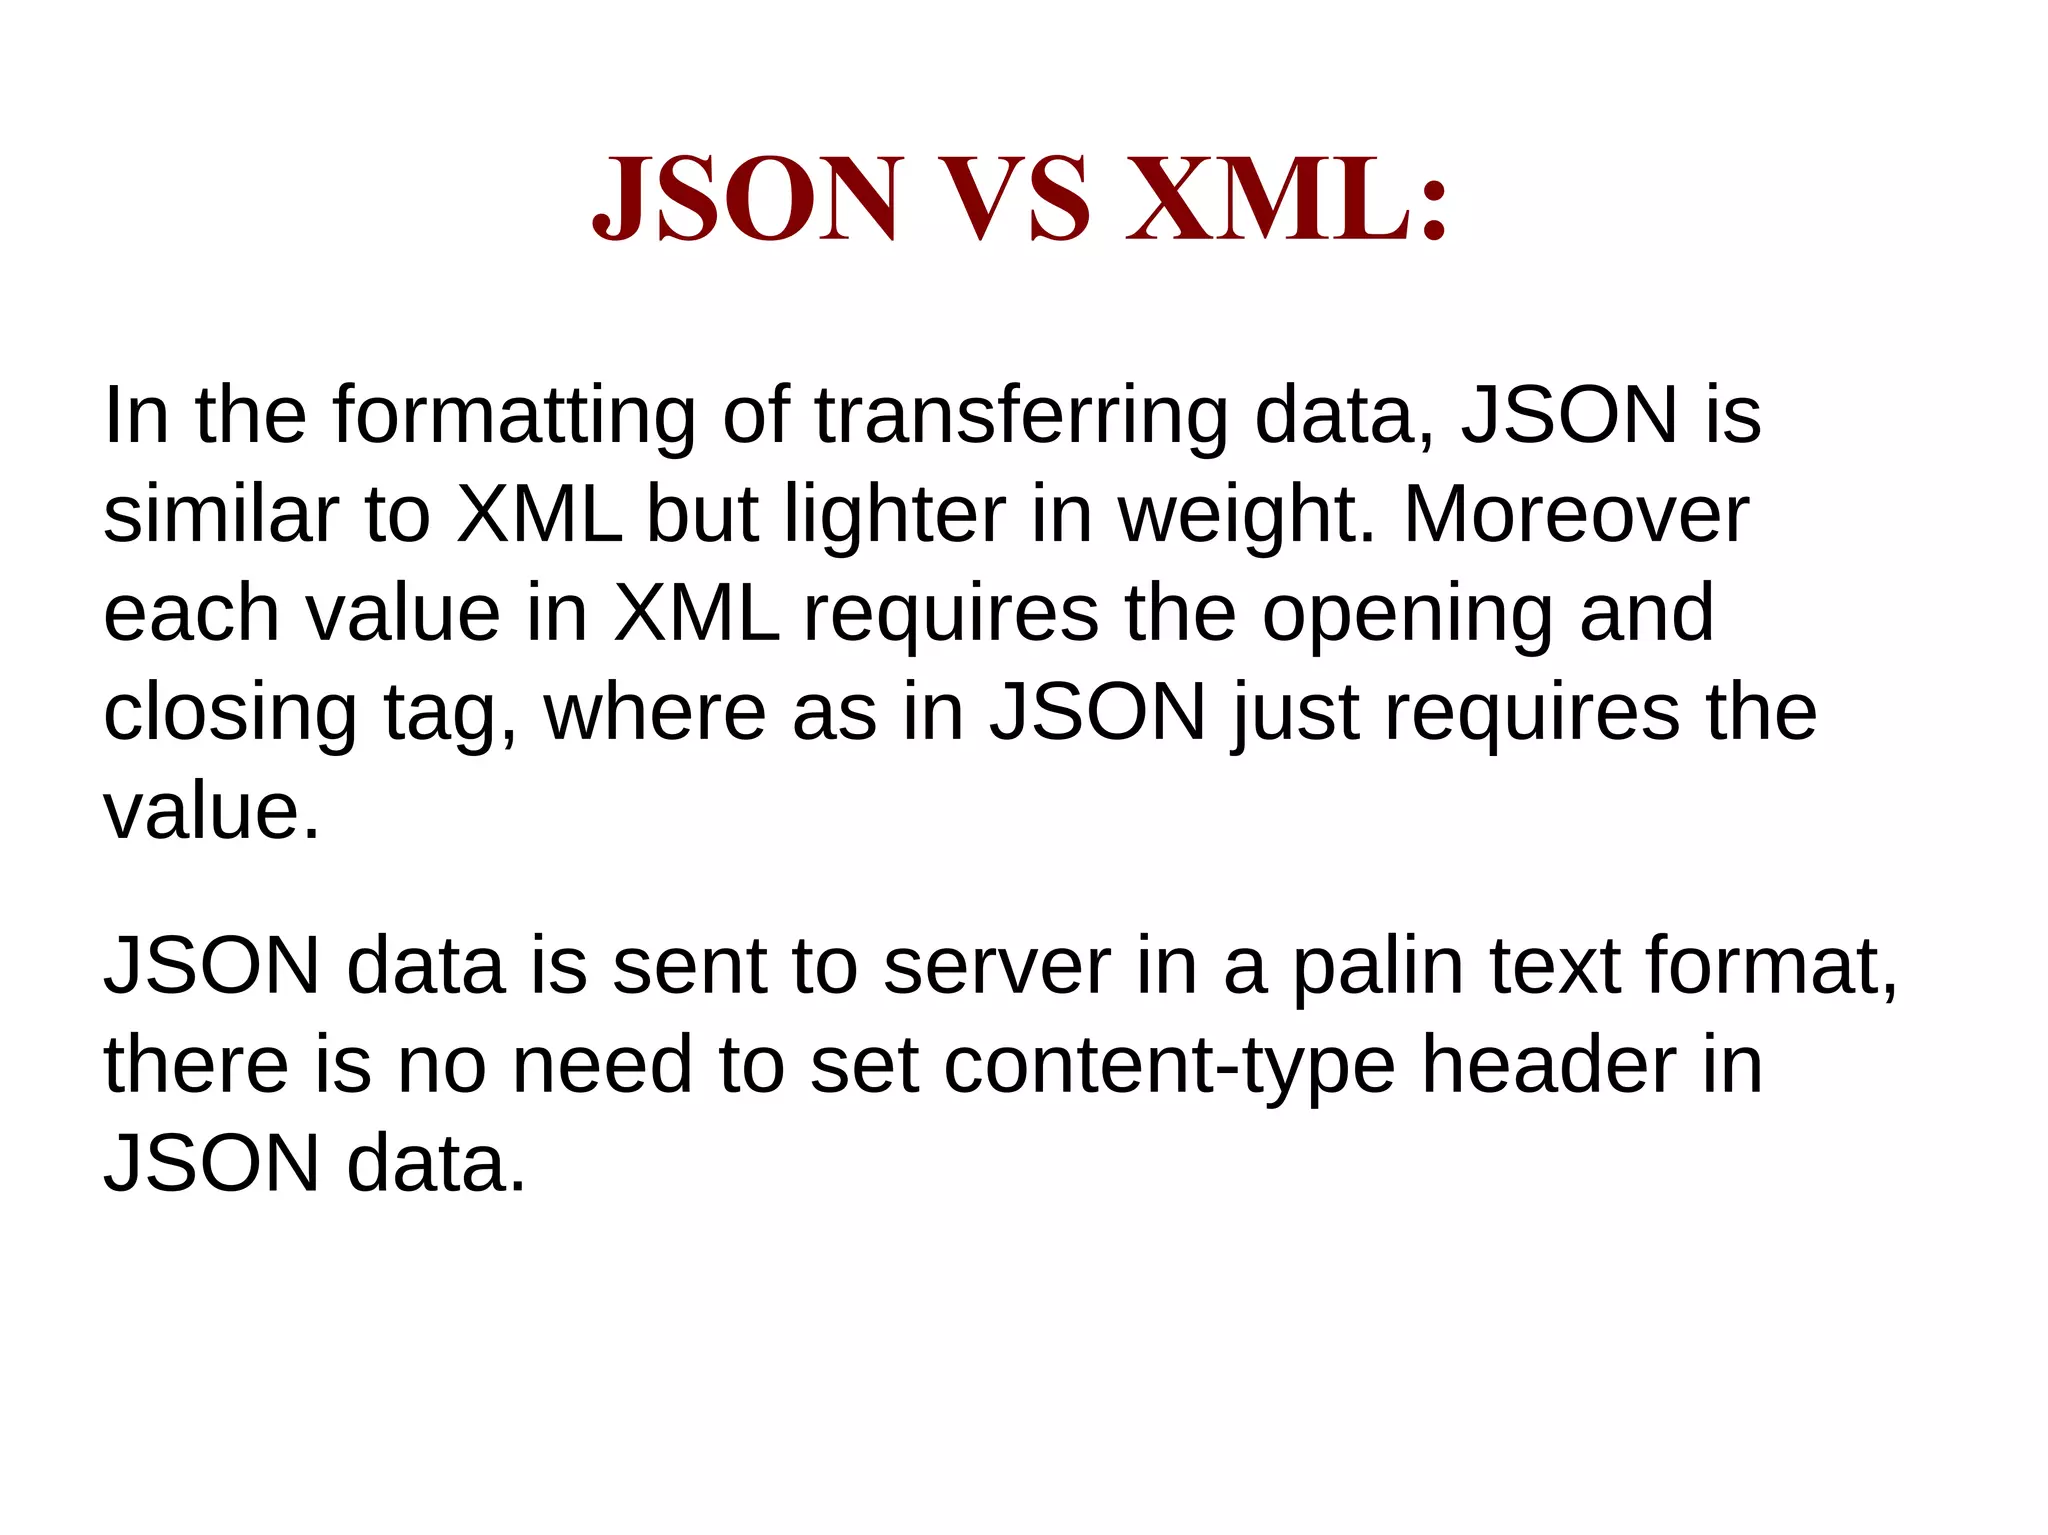 JSON VS XML:
In the formatting of transferring data, JSON is
similar to XML but lighter in weight. Moreover
each value in XML requires the opening and
closing tag, where as in JSON just requires the
value.
JSON data is sent to server in a palin text format,
there is no need to set content-type header in
JSON data.